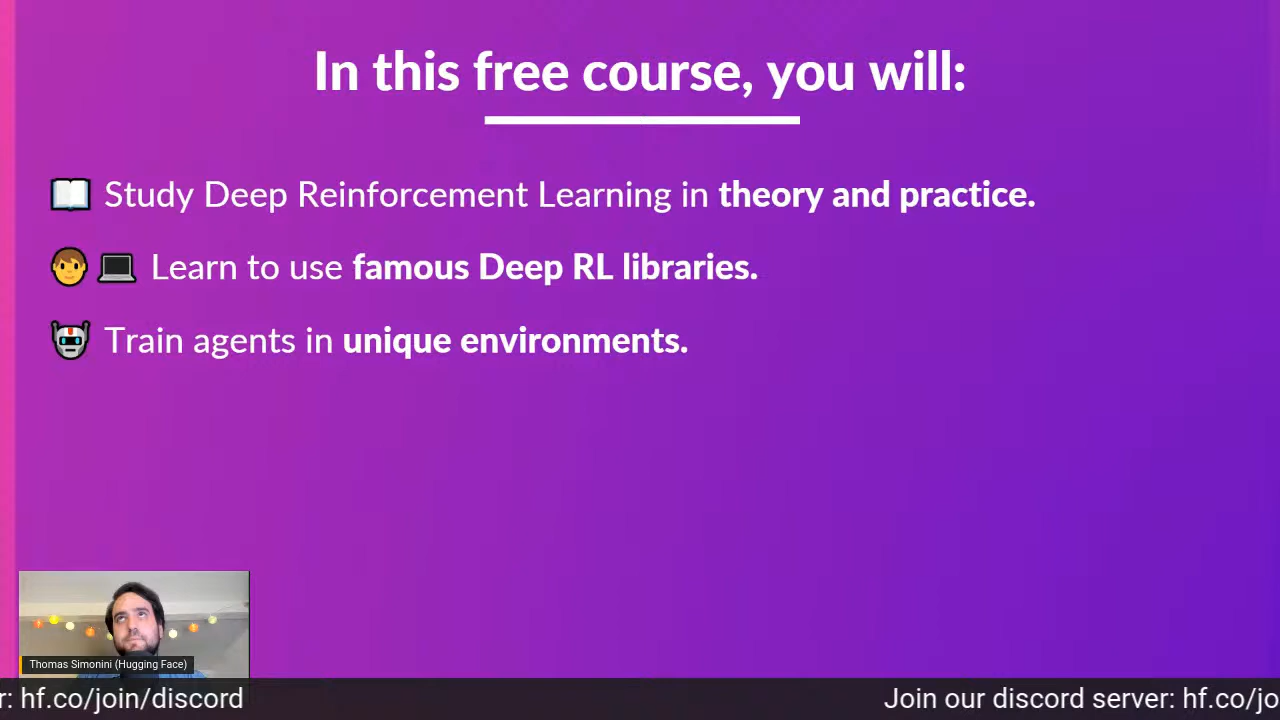 In this free course, you will:
📖 Study Deep Reinforcement Learning in theory and practice.
🧑 💻 Learn to use famous Deep RL libraries.
🤖 Train agents in unique environments.
Thomas Simonini (Hugging Face)
r: hf.co/join/discord
Join our discord server: hf.co/jo